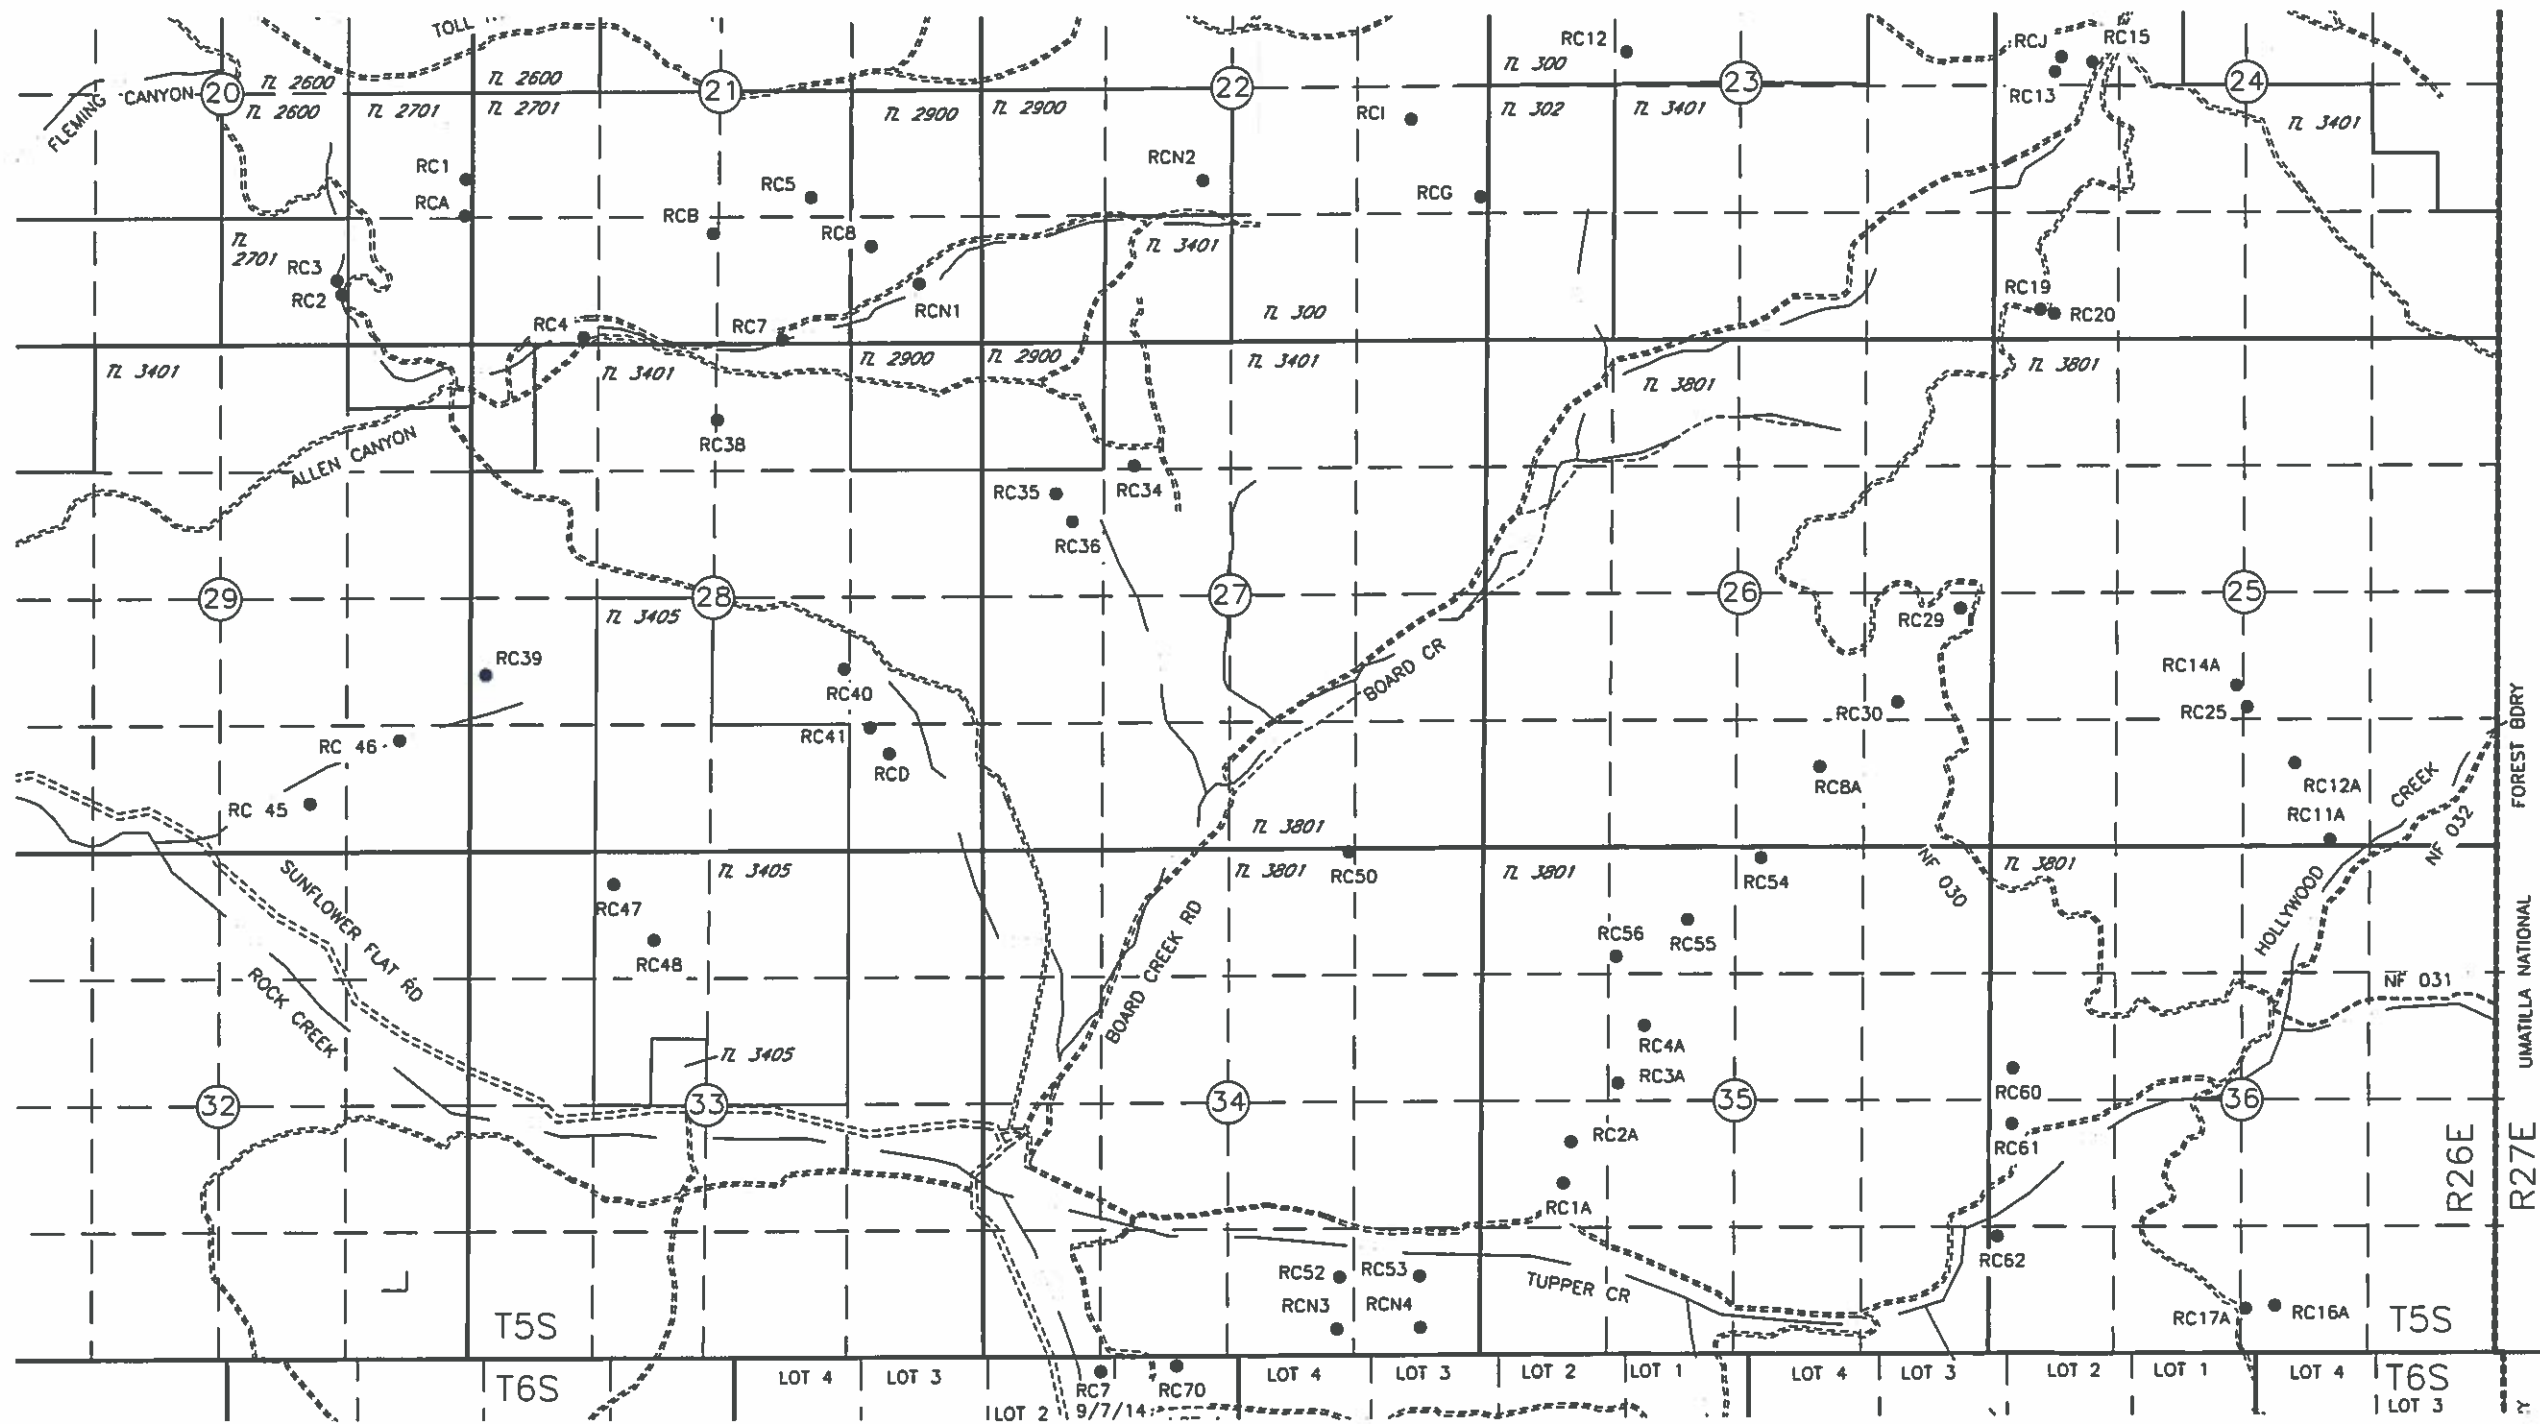 TOLL
RC12
RCJ
RC15
TL 300
TL 2600
TL 2600
FLEMING CANYON
20
21
22
23
24
RC13
TL 2600
TL 2701
TL 2701
TL 2900
TL 2900
RCI
TL 302
TL 3401
TL 3401
RC1
RCN2
RC5
RCA
RCG
RCB
RC8
TL 2701
TL 3401
RC3
RC2
RC19
RC20
RCN1
TL 300
RC4
RC7
TL 3401
TL 3401
TL 2900
TL 2900
TL 3401
TL 3801
TL 3801
RC38
ALLEN CANYON
RC35
RC34
RC36
29
28
27
26
25
TL 3405
RC29
RC39
RC40
BOARD CR
RC14A
RC25
RC30
RC41
RC 46
RCD
RC8A
RC12A
CREEK
FOREST BDRY
RC 45
RC11A
NF 032
TL 3801
TL 3405
TL 3801
RC50
TL 3801
RC54
NF 030
TL 3801
SUNFLOWER FLAT RD
RC47
RC48
BOARD CREEK RD
RC56
RC55
HOLLYWOOD
UMATILLA NATIONAL
ROCK CREEK
NF 031
TL 3405
RC4A
RC3A
RC60
32
33
34
35
36
RC2A
RC61
R26E
R27E
RC1A
RC62
RC52
RC53
TUPPER CR
RCN3
RCN4
RC17A
RC16A
T5S
T5S
T6S
LOT 4
LOT 3
RC7
RC70
LOT 4
LOT 3
LOT 2
LOT 1
LOT 4
LOT 3
LOT 2
LOT 1
LOT 4
T6S
LOT 2
9/7/14
LOT 3